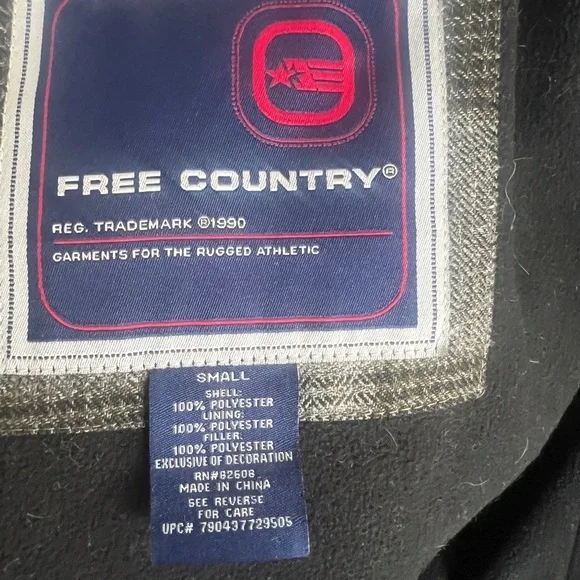 FREE COUNTRY®
REG. TRADEMARK ®1990
GARMENTS FOR THE RUGGED ATHLETIC
SMALL
SHELL:
100% POLYESTER
LINING:
100% POLYESTER
FILLER:
100% POLYESTER
EXCLUSIVE OF DECORATION
RN#82608
MADE IN CHINA
SEE REVERSE
FOR CARE
UPC# 790437729505